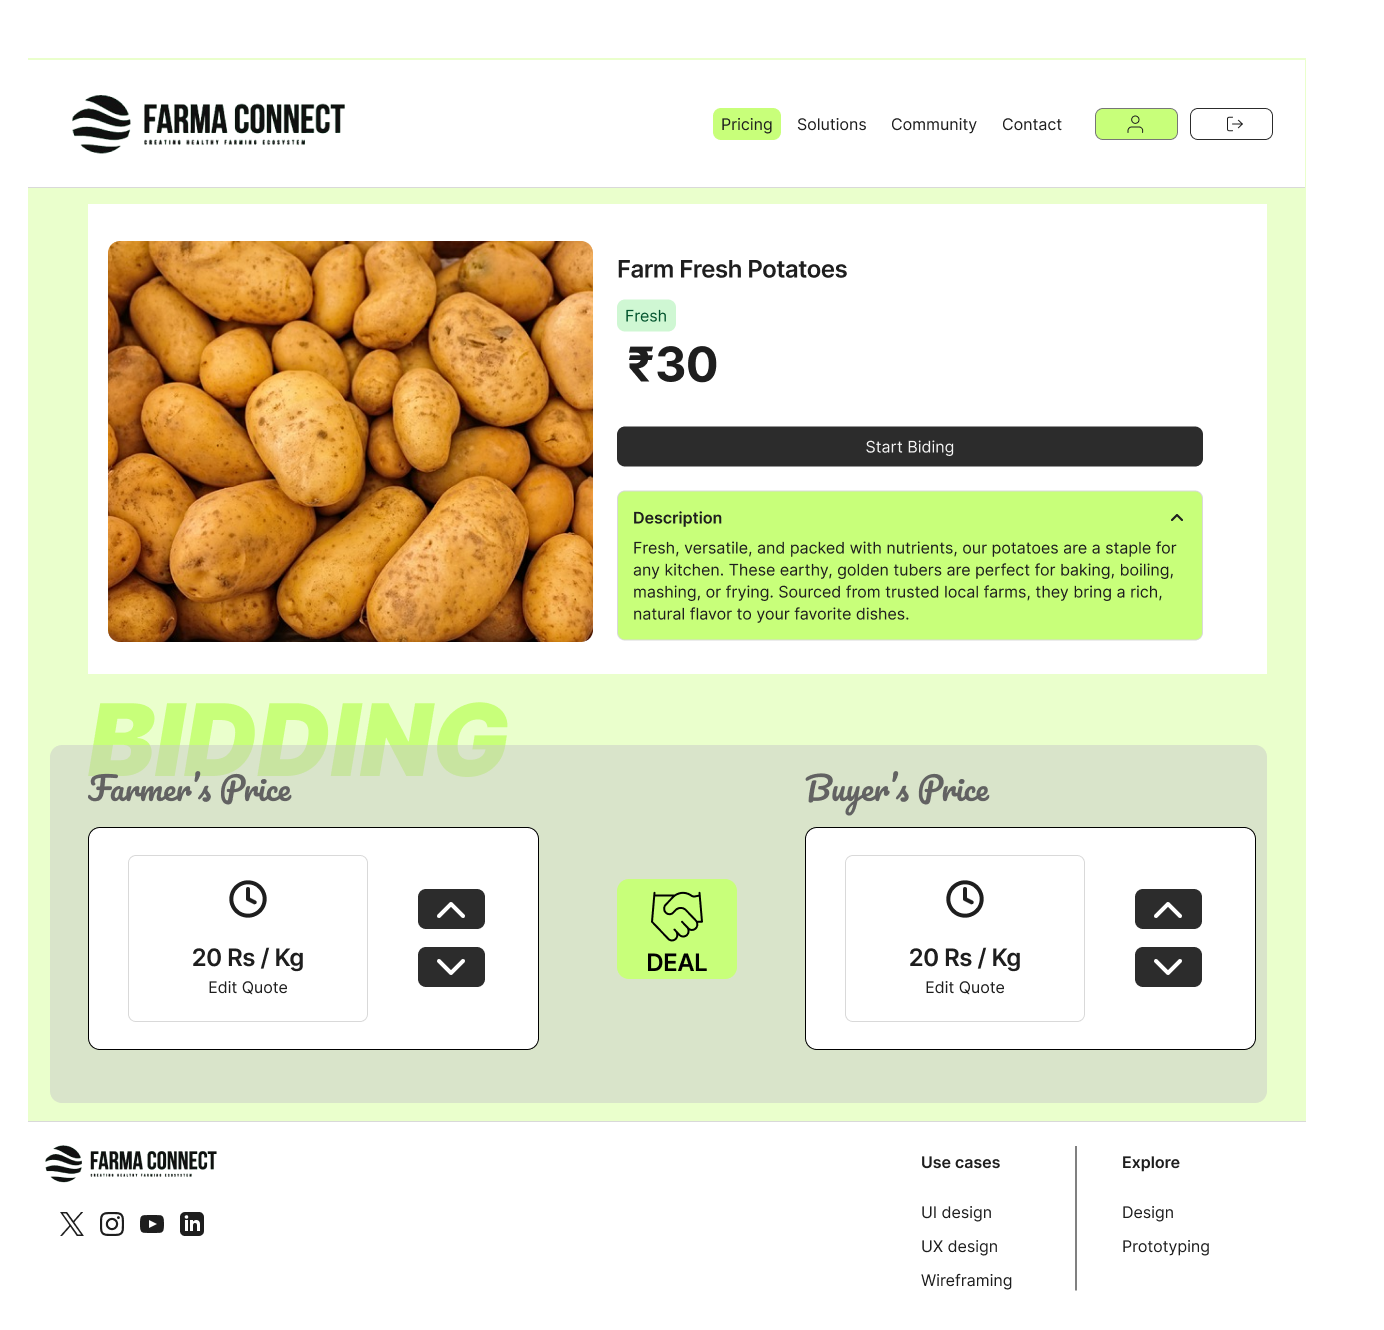 FARMA CONNECT
CREATING HEALTHY FARMING ECOSYSTEM
Pricing Solutions Community Contact
Farm Fresh Potatoes
Fresh
₹30
Start Biding
Description
Fresh, versatile, and packed with nutrients, our potatoes are a staple for
any kitchen. These earthy, golden tubers are perfect for baking, boiling,
mashing, or frying. Sourced from trusted local farms, they bring a rich,
natural flavor to your favorite dishes.
BIDDING
Farmer's Price
Buyer's Price
20 Rs / Kg
Edit Quote
DEAL
20 Rs / Kg
Edit Quote
FARMA CONNECT
CREATING HEALTHY FARMING ECOSYSTEM
Use cases
UI design
UX design
Wireframing
Explore
Design
Prototyping